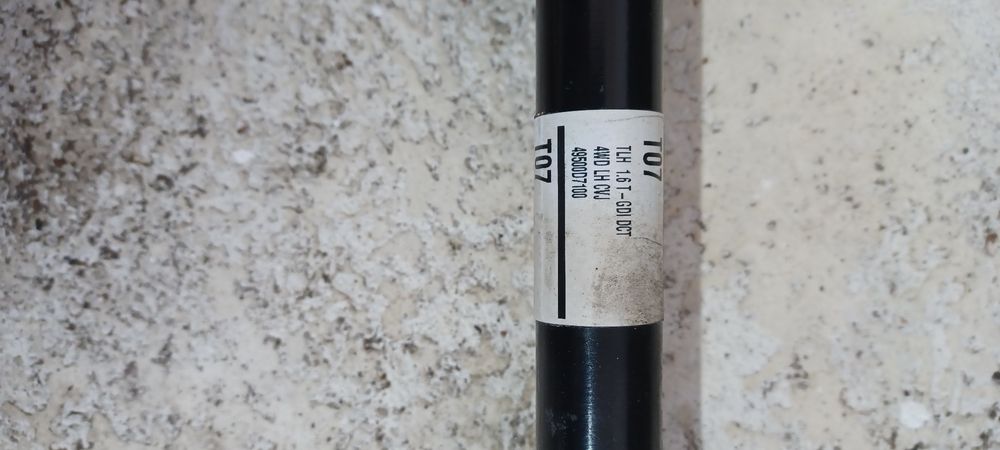 T07
TLH 1.6 T-GDI DCT
4WD LH CVJ
49500D7100
T07